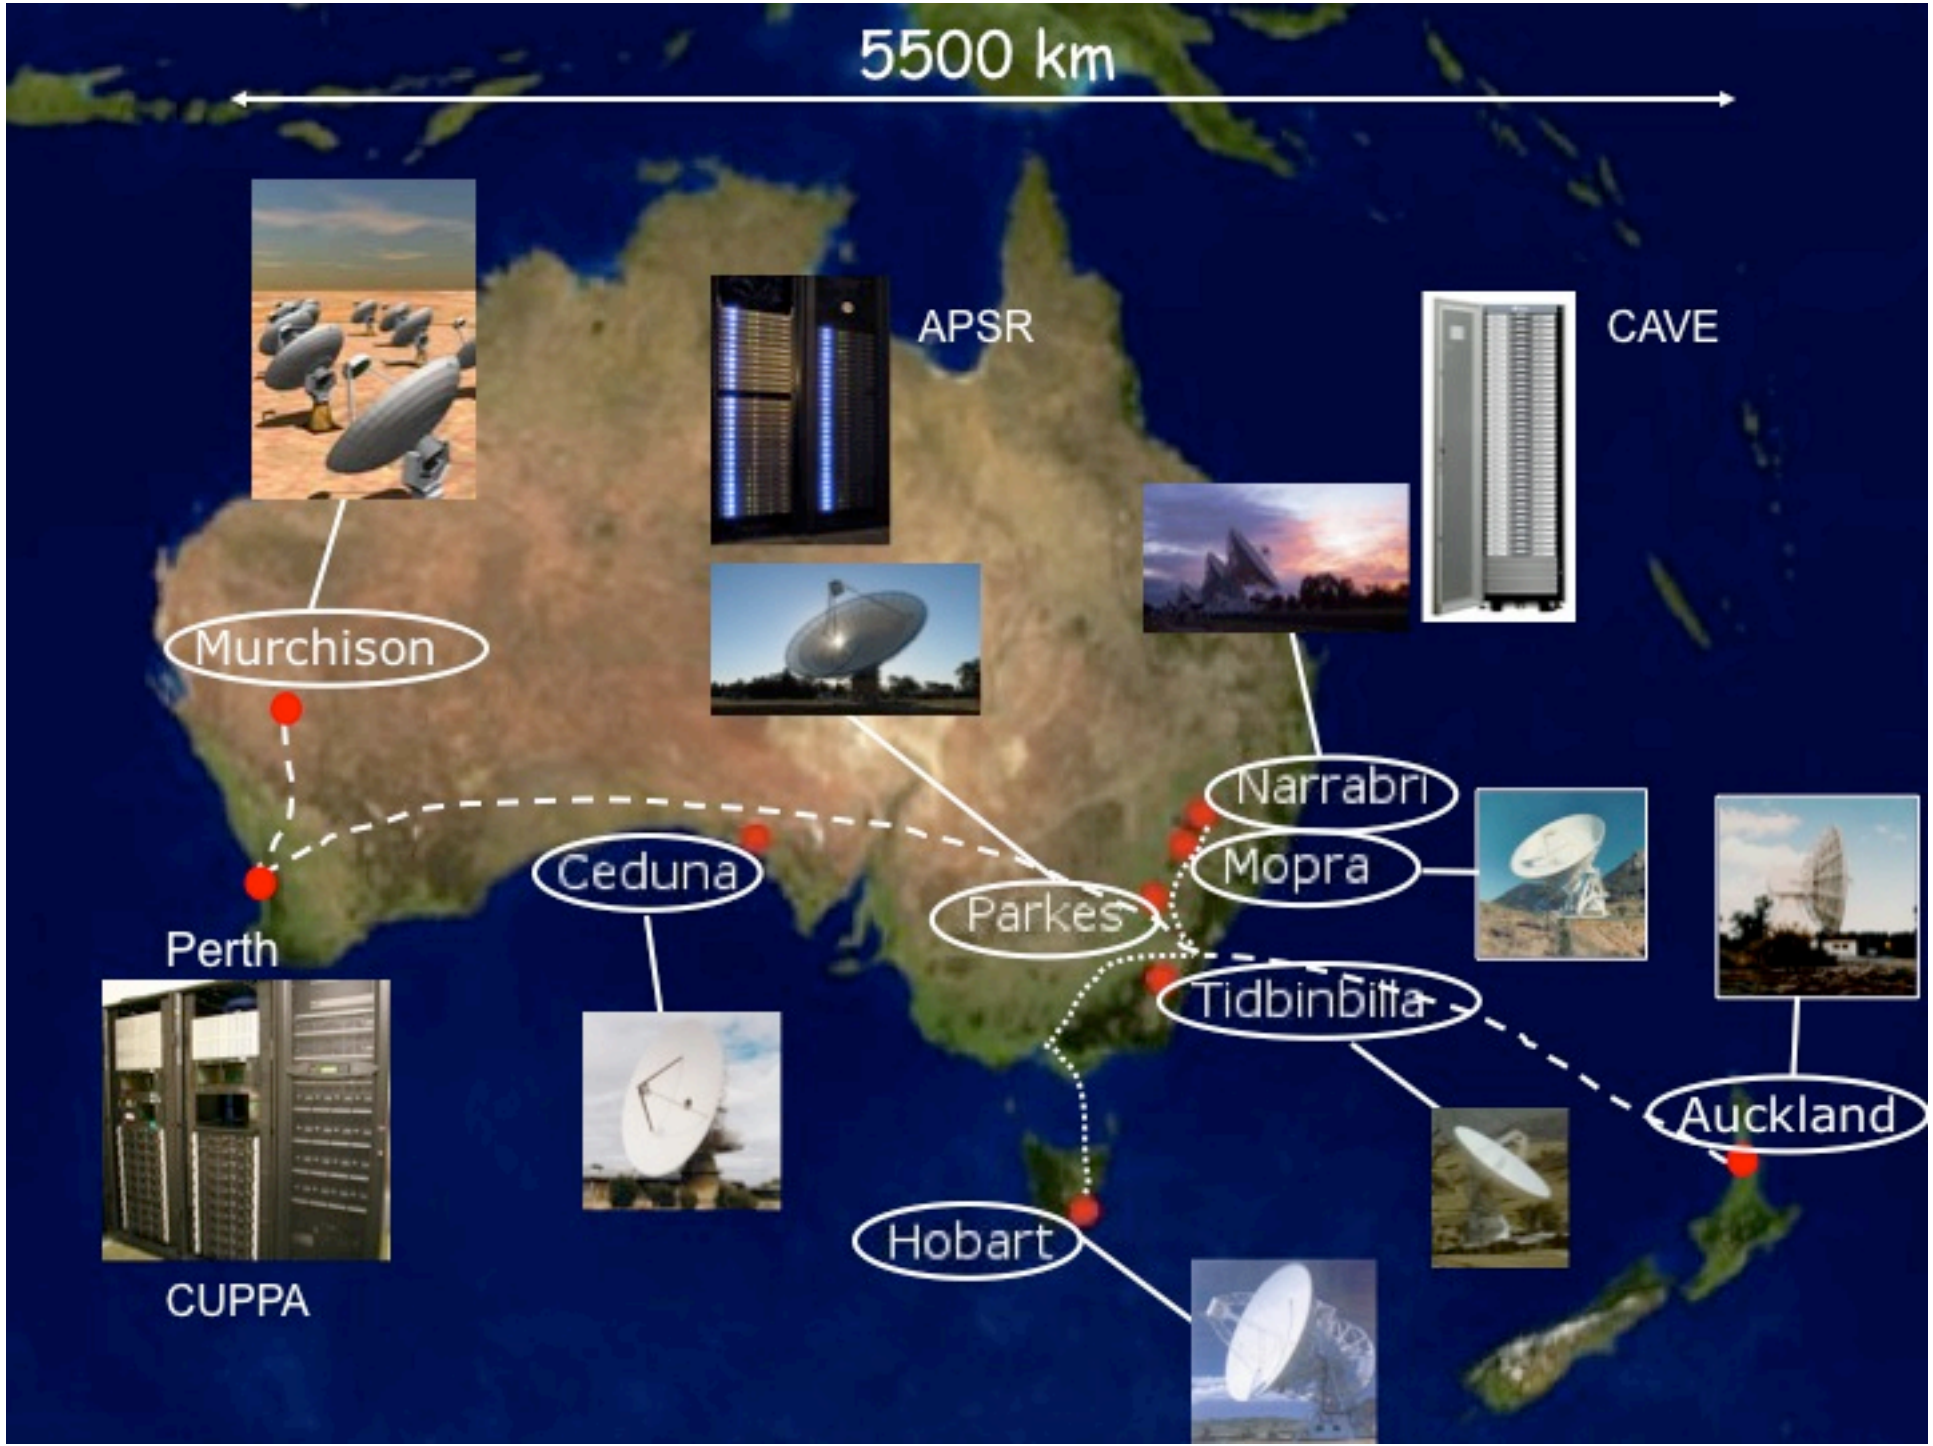 5500 km
APSR
CAVE
Murchison
Narrabri
Mopra
Ceduna
Parkes
Perth
Tidbinbilla
Auckland
Hobart
CUPPA